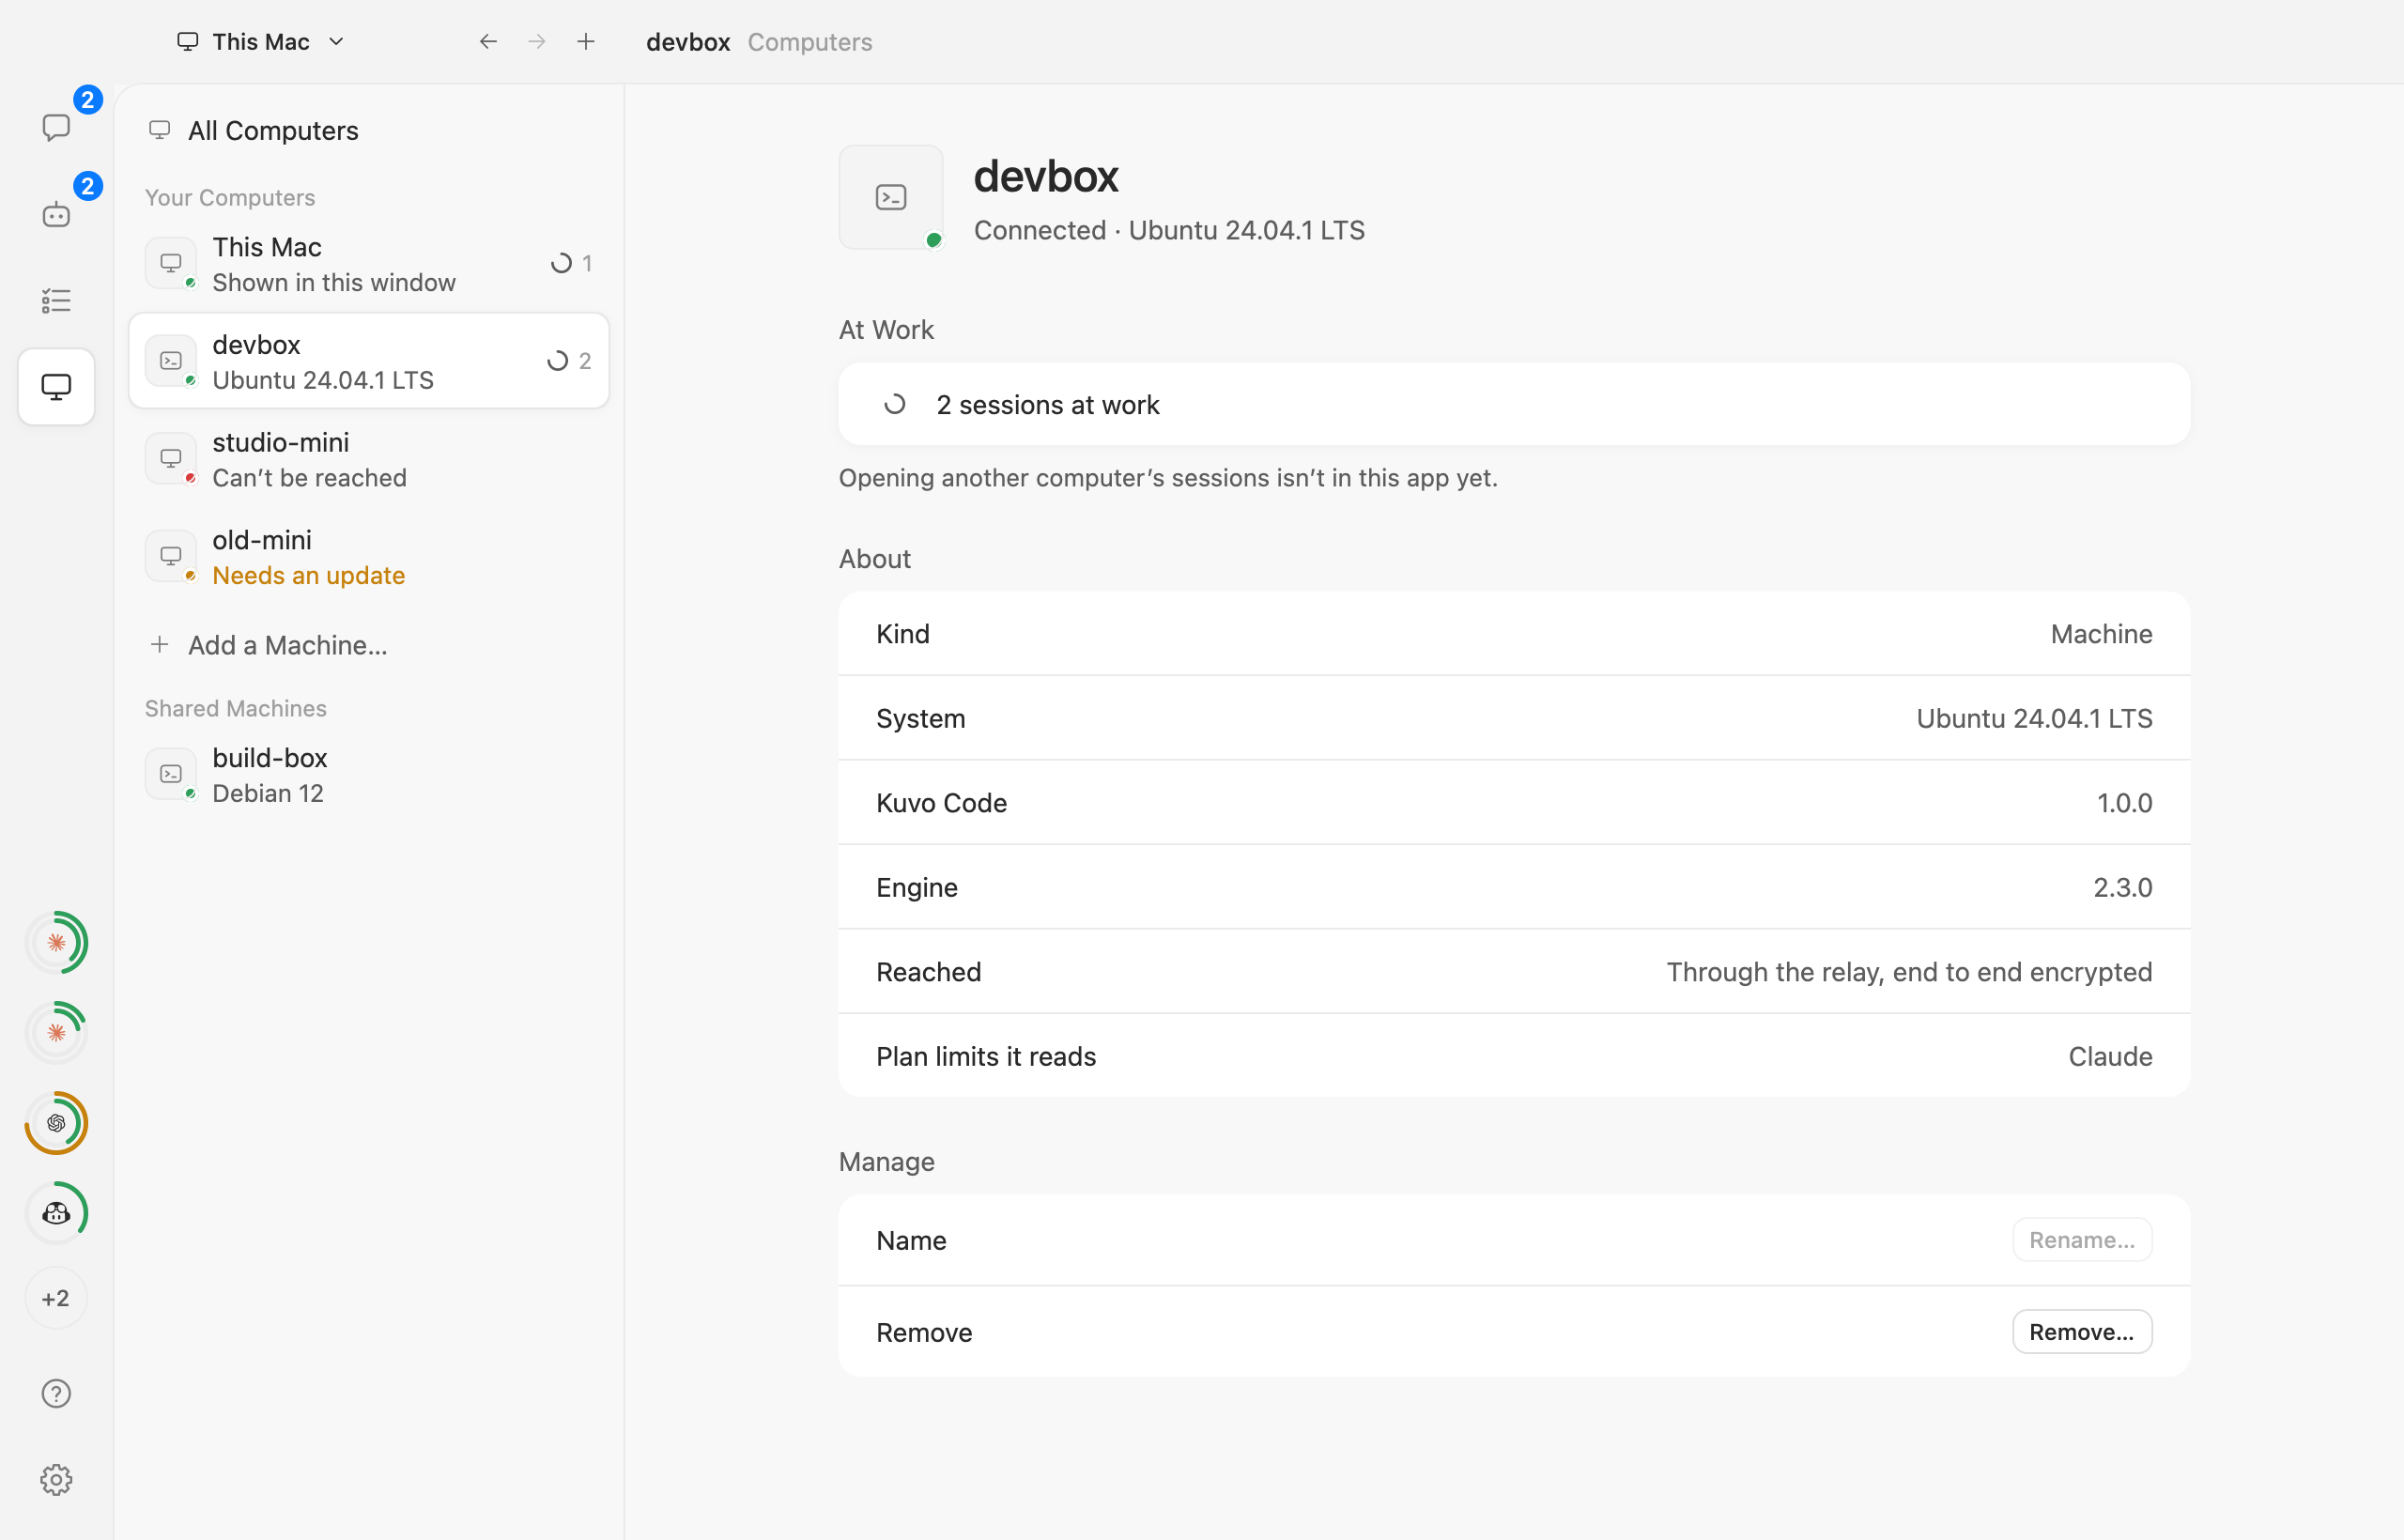 This Mac
devbox Computers
2
2
All Computers
Your Computers
This Mac
Shown in this window
1
devbox
Ubuntu 24.04.1 LTS
2
studio-mini
Can’t be reached
old-mini
Needs an update
Add a Machine...
Shared Machines
build-box
Debian 12
+2
devbox
Connected · Ubuntu 24.04.1 LTS
At Work
2 sessions at work
Opening another computer’s sessions isn’t in this app yet.
About
Kind Machine
System Ubuntu 24.04.1 LTS
Kuvo Code 1.0.0
Engine 2.3.0
Reached Through the relay, end to end encrypted
Plan limits it reads Claude
Manage
Name Rename...
Remove Remove...